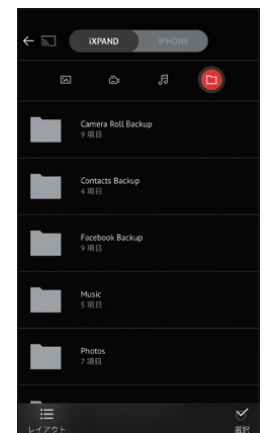 iXPAND
iPHONE
Camera Roll Backup
9 項目
Contacts Backup
4 項目
Facebook Backup
9 項目
Music
5 項目
Photos
7 項目
レイアウト
選択